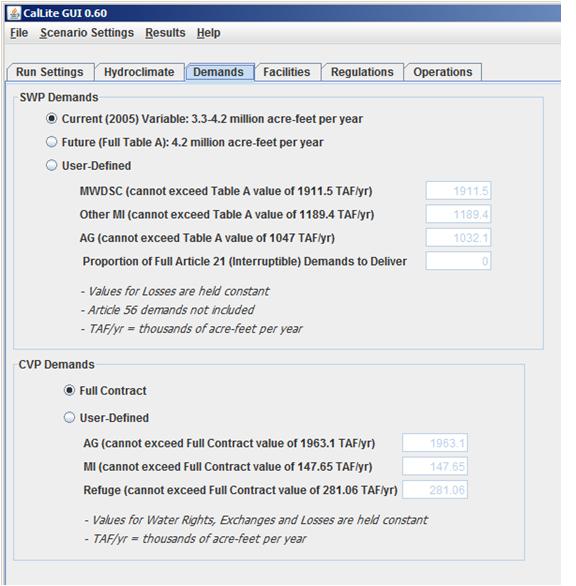 CalLite GUI 0.60
File Scenario Settings Results Help
Run Settings Hydroclimate Demands Facilities Regulations Operations
SWP Demands
Current (2005) Variable: 3.3-4.2 million acre-feet per year
Future (Full Table A): 4.2 million acre-feet per year
User-Defined
MWDSC (cannot exceed Table A value of 1911.5 TAF/yr) 1911.5
Other MI (cannot exceed Table A value of 1189.4 TAF/yr) 1189.4
AG (cannot exceed Table A value of 1047 TAF/yr) 1032.1
Proportion of Full Article 21 (Interruptible) Demands to Deliver 0
- Values for Losses are held constant
- Article 56 demands not included
- TAF/yr = thousands of acre-feet per year
CVP Demands
Full Contract
User-Defined
AG (cannot exceed Full Contract value of 1963.1 TAF/yr) 1963.1
MI (cannot exceed Full Contract value of 147.65 TAF/yr) 147.65
Refuge (cannot exceed Full Contract value of 281.06 TAF/yr) 281.06
- Values for Water Rights, Exchanges and Losses are held constant
- TAF/yr = thousands of acre-feet per year